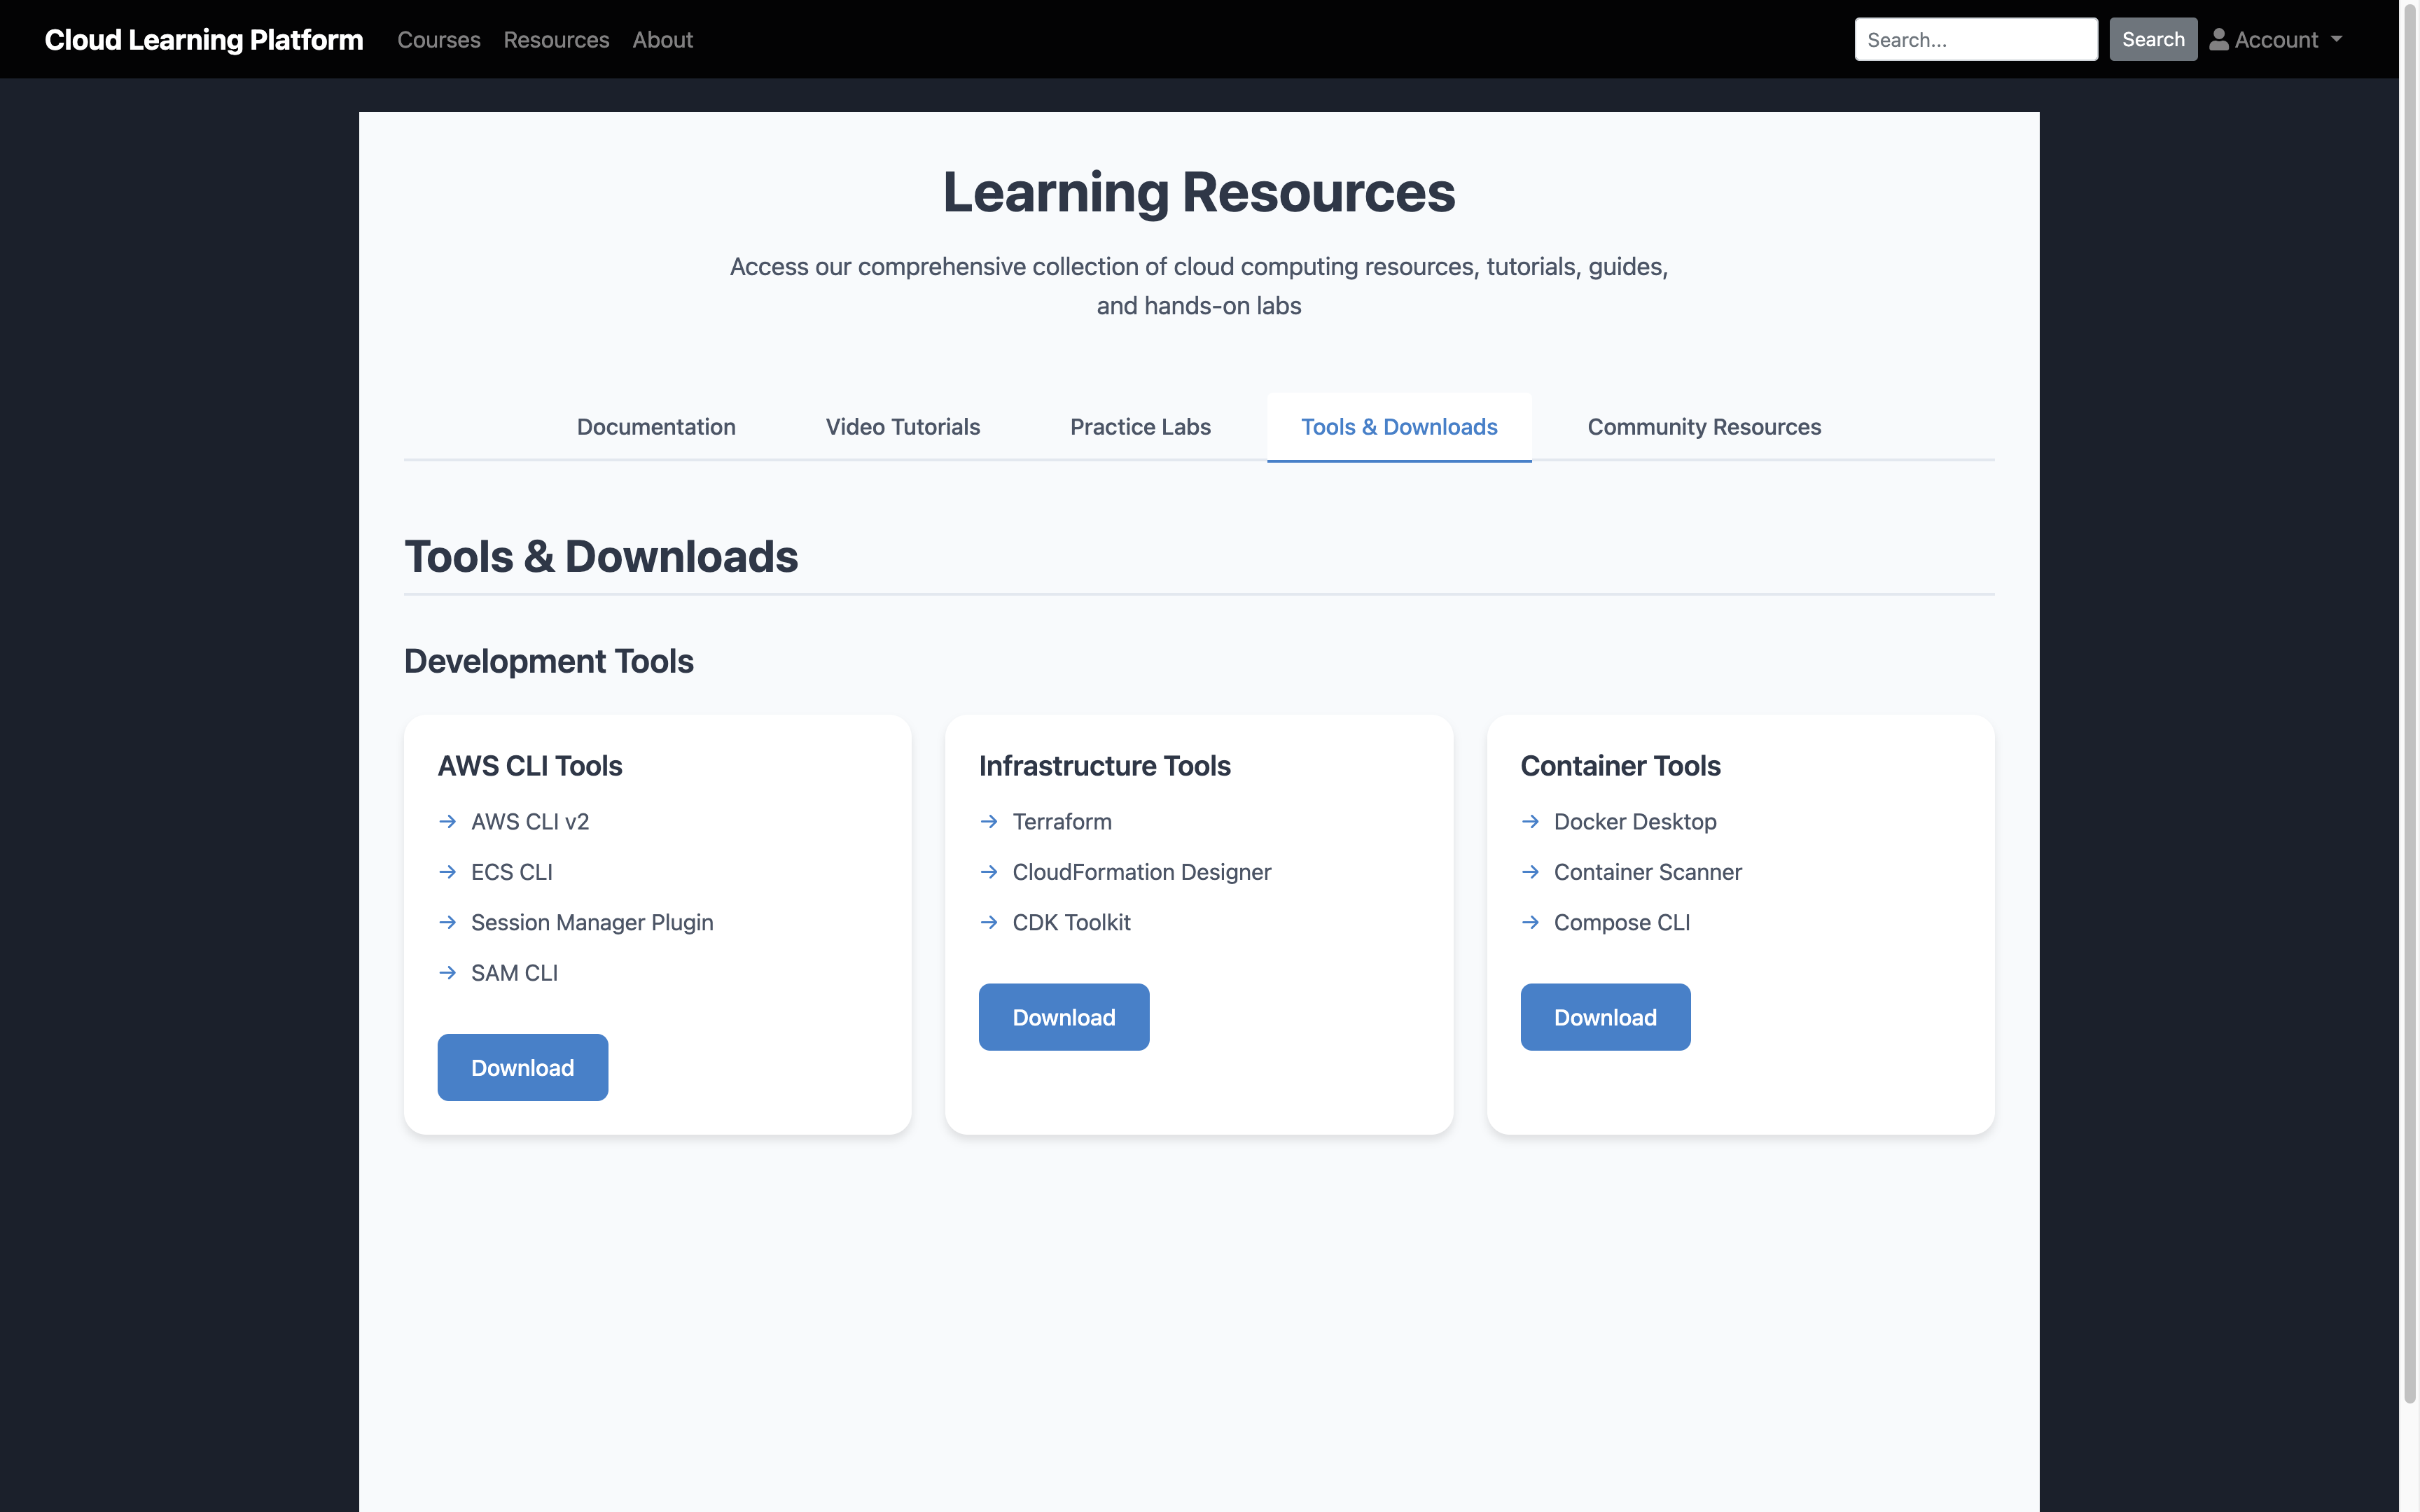 Cloud Learning Platform Courses Resources About Search... Search Account
Learning Resources
Access our comprehensive collection of cloud computing resources, tutorials, guides,
and hands-on labs
Documentation Video Tutorials Practice Labs Tools & Downloads Community Resources
Tools & Downloads
Development Tools
AWS CLI Tools
→ AWS CLI v2
→ ECS CLI
→ Session Manager Plugin
→ SAM CLI
Download
Infrastructure Tools
→ Terraform
→ CloudFormation Designer
→ CDK Toolkit
Download
Container Tools
→ Docker Desktop
→ Container Scanner
→ Compose CLI
Download